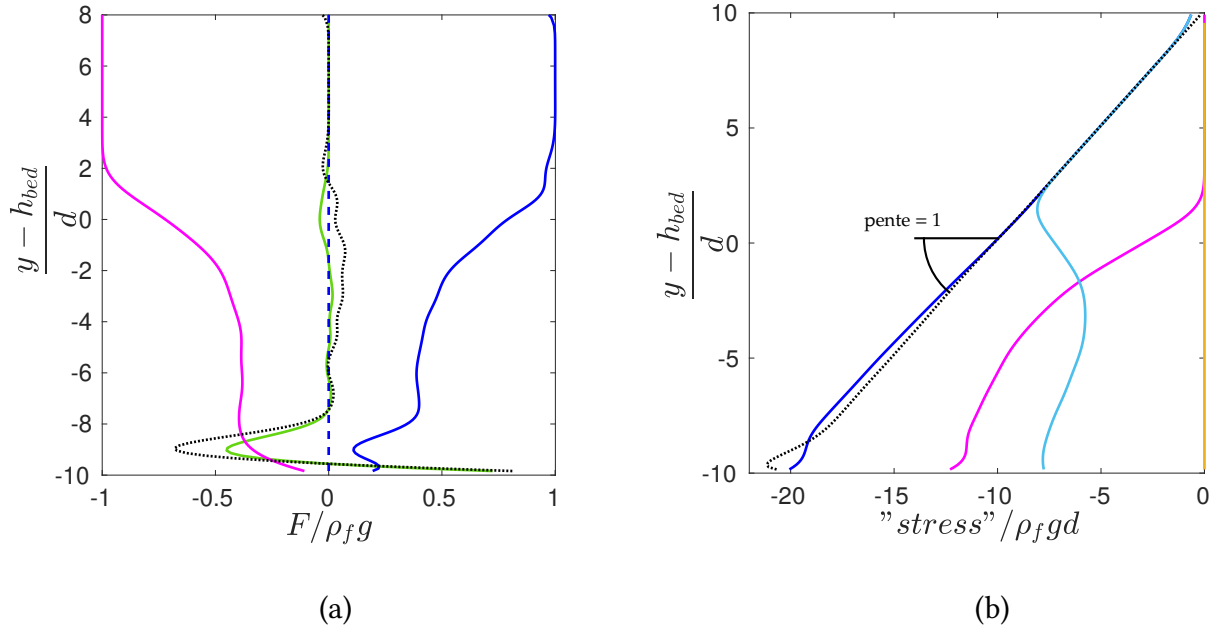 8
6
4
2
0
-2
-4
-6
-8
-10
y − h_bed
d
-1
-0.5
0
0.5
1
F/ρ_f g
(a)
10
5
0
-5
-10
y − h_bed
d
pente = 1
-20
-15
-10
-5
0
"stress"/ρ_f gd
(b)